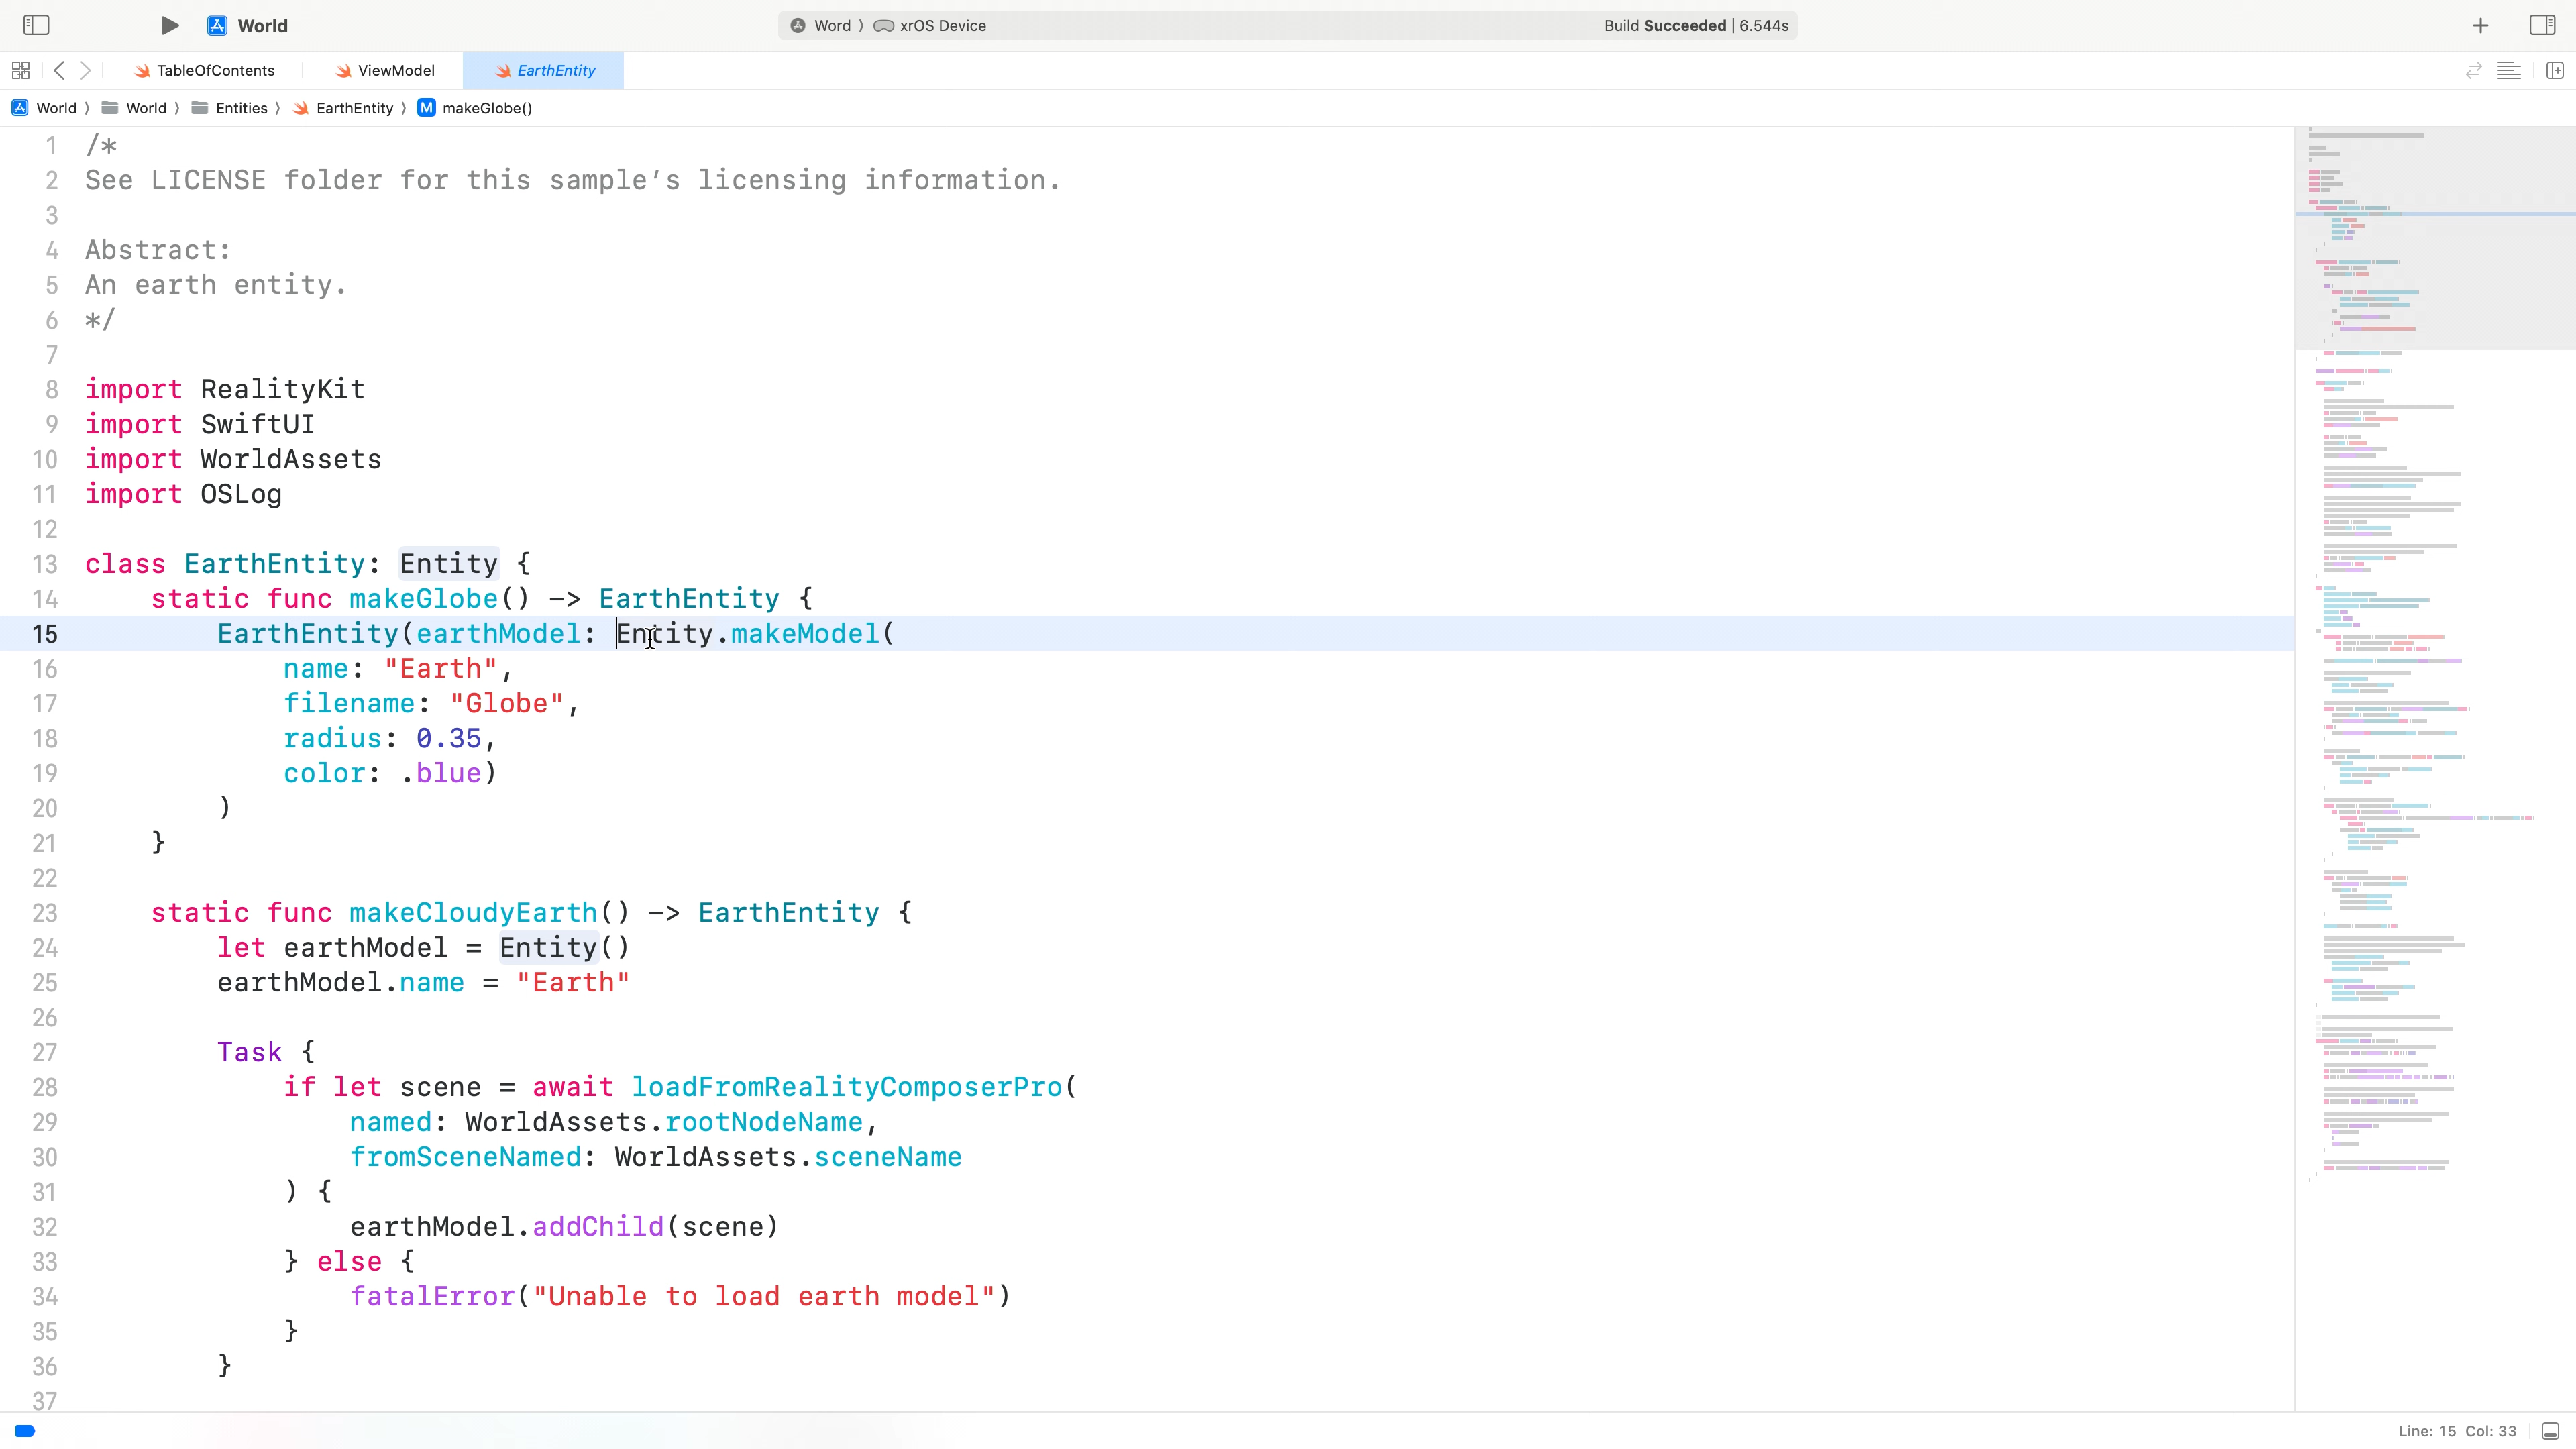 World
Word 〉 xrOS Device
Build Succeeded | 6.544s
TableOfContents
ViewModel
EarthEntity
World 〉 World 〉 Entities 〉 EarthEntity 〉 M makeGlobe()
1 /*
2 See LICENSE folder for this sample’s licensing information.
3
4 Abstract:
5 An earth entity.
6 */
7
8 import RealityKit
9 import SwiftUI
10 import WorldAssets
11 import OSLog
12
13 class EarthEntity: Entity {
14 static func makeGlobe() -> EarthEntity {
15 EarthEntity(earthModel: Entity.makeModel(
16 name: "Earth",
17 filename: "Globe",
18 radius: 0.35,
19 color: .blue)
20 )
21 }
22
23 static func makeCloudyEarth() -> EarthEntity {
24 let earthModel = Entity()
25 earthModel.name = "Earth"
26
27 Task {
28 if let scene = await loadFromRealityComposerPro(
29 named: WorldAssets.rootNodeName,
30 fromSceneNamed: WorldAssets.sceneName
31 ) {
32 earthModel.addChild(scene)
33 } else {
34 fatalError("Unable to load earth model")
35 }
36 }
37
Line: 15 Col: 33